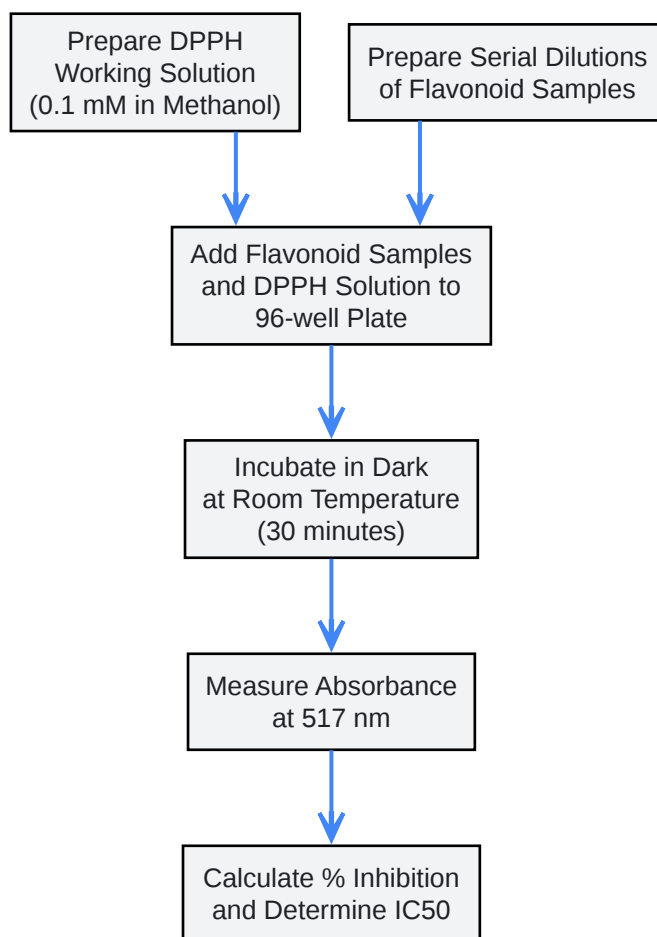 Prepare DPPH
Working Solution
(0.1 mM in Methanol)
Prepare Serial Dilutions
of Flavonoid Samples
Add Flavonoid Samples
and DPPH Solution to
96-well Plate
Incubate in Dark
at Room Temperature
(30 minutes)
Measure Absorbance
at 517 nm
Calculate % Inhibition
and Determine IC50